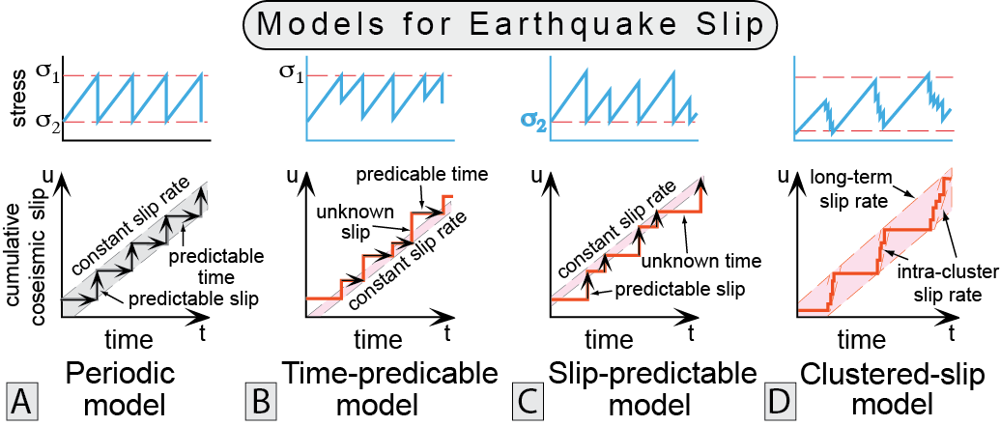 Models for Earthquake Slip
stress
σ1
σ2
u
cumulative
coseismic slip
constant slip rate
predictable
time
predictable slip
time
t
A
Periodic
model
σ1
u
predicable time
unknown
slip
constant slip rate
time
t
B
Time-predicable
model
σ2
u
constant slip rate
unknown time
predictable slip
time
t
C
Slip-predictable
model
u
long-term
slip rate
intra-cluster
slip rate
time
t
D
Clustered-slip
model